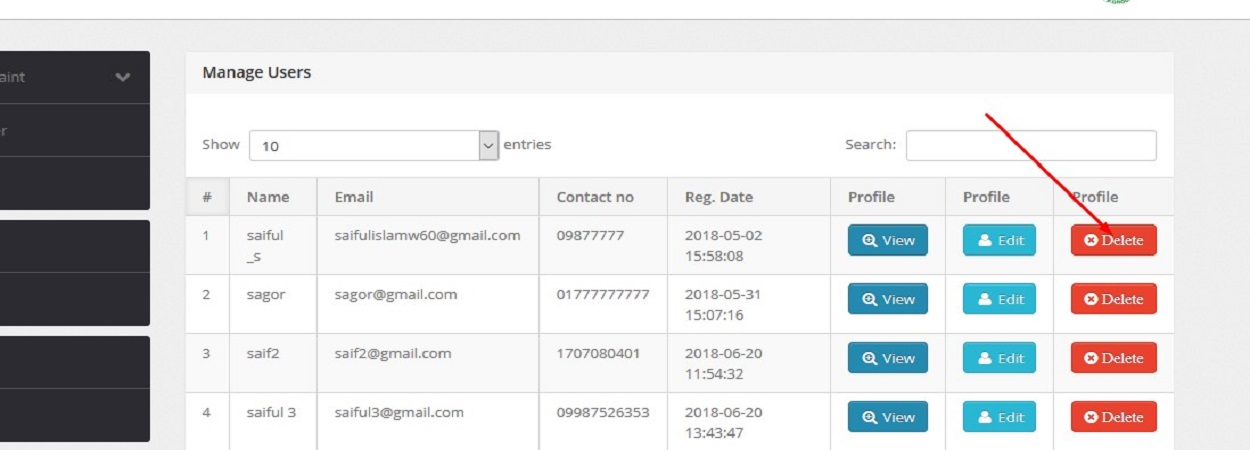 aint
r
Manage Users
Show 10 entries Search:
# Name Email Contact no Reg. Date Profile Profile Profile
1 saiful saifulislamw60@gmail.com 09877777 2018-05-02 View Edit Delete
_s 15:58:08
2 sagor sagor@gmail.com 01777777777 2018-05-31 View Edit Delete
15:07:16
3 saif2 saif2@gmail.com 1707080401 2018-06-20 View Edit Delete
11:54:32
4 saiful 3 saiful3@gmail.com 09987526353 2018-06-20 View Edit Delete
13:43:47